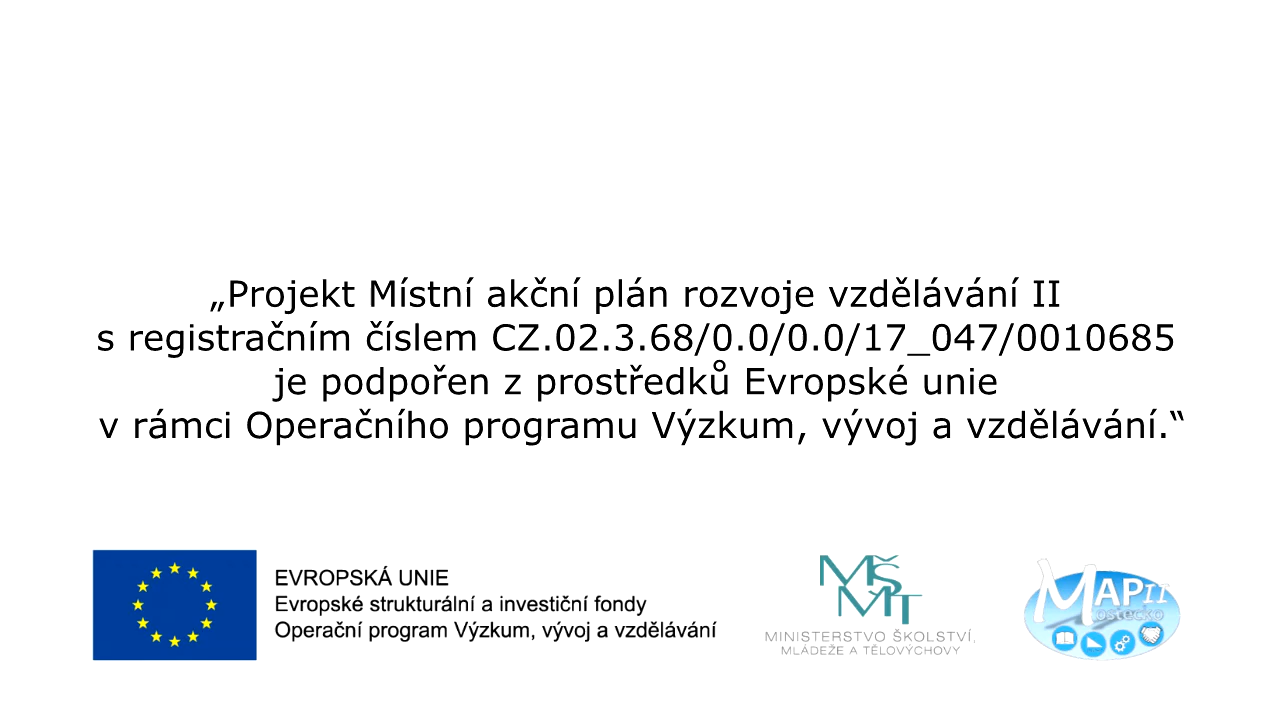 „Projekt Místní akční plán rozvoje vzdělávání II
s registračním číslem CZ.02.3.68/0.0/0.0/17_047/0010685
je podpořen z prostředků Evropské unie
v rámci Operačního programu Výzkum, vývoj a vzdělávání.“
EVROPSKÁ UNIE
Evropské strukturální a investiční fondy
Operační program Výzkum, vývoj a vzdělávání
MŠMT
MINISTERSTVO ŠKOLSTVÍ,
MLÁDEŽE A TĚLOVÝCHOVY
MAP II
Mostecko